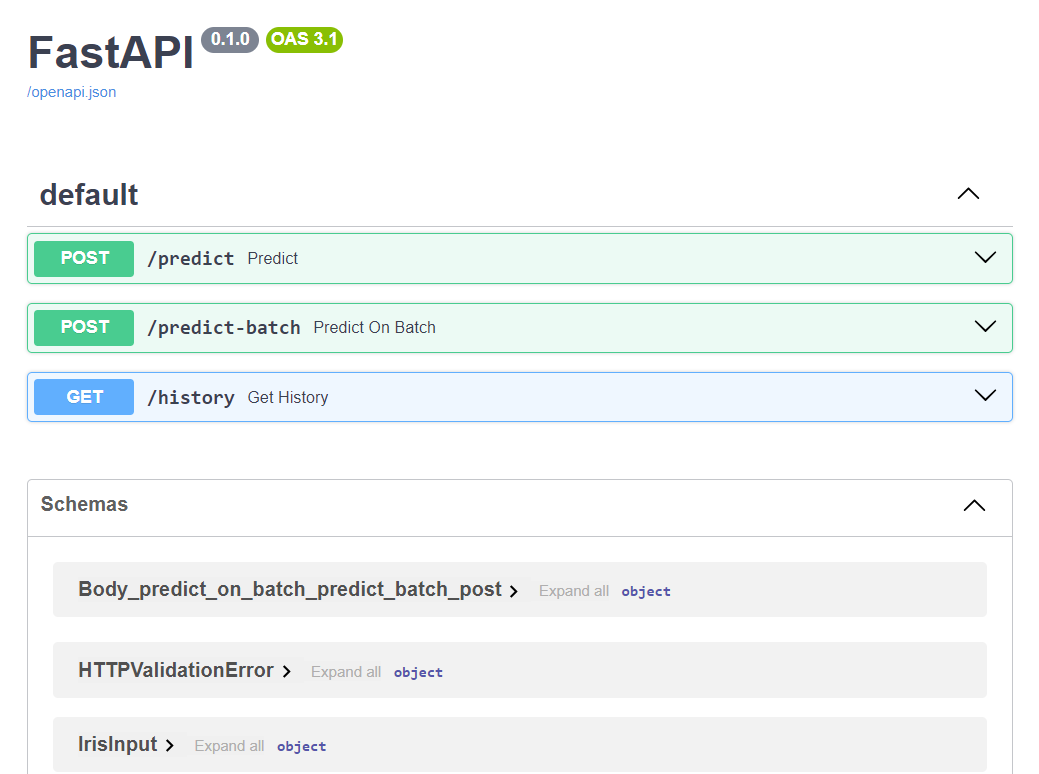 FastAPI 0.1.0 OAS 3.1
/openapi.json
default
POST /predict Predict
POST /predict-batch Predict On Batch
GET /history Get History
Schemas
Body_predict_on_batch_predict_batch_post Expand all object
HTTPValidationError Expand all object
IrisInput Expand all object